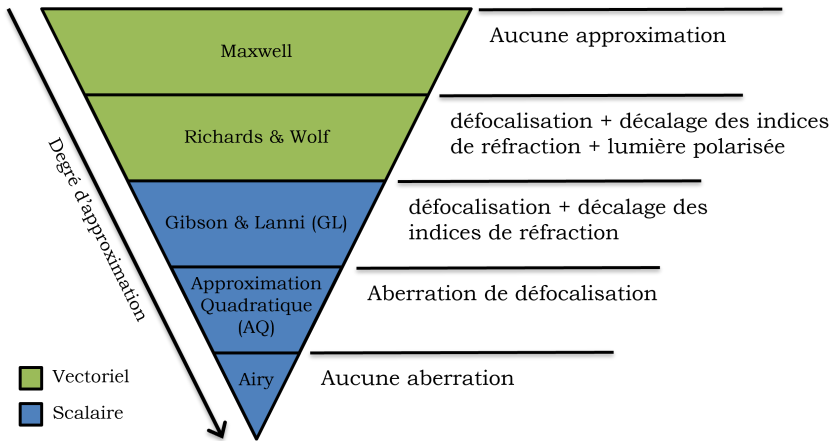 Maxwell
Aucune approximation
Richards & Wolf
défocalisation + décalage des indices
de réfraction + lumière polarisée
Gibson & Lanni (GL)
défocalisation + décalage des
indices de réfraction
Approximation
Quadratique
(AQ)
Aberration de défocalisation
Airy
Aucune aberration
Degré d'approximation
Vectoriel
Scalaire